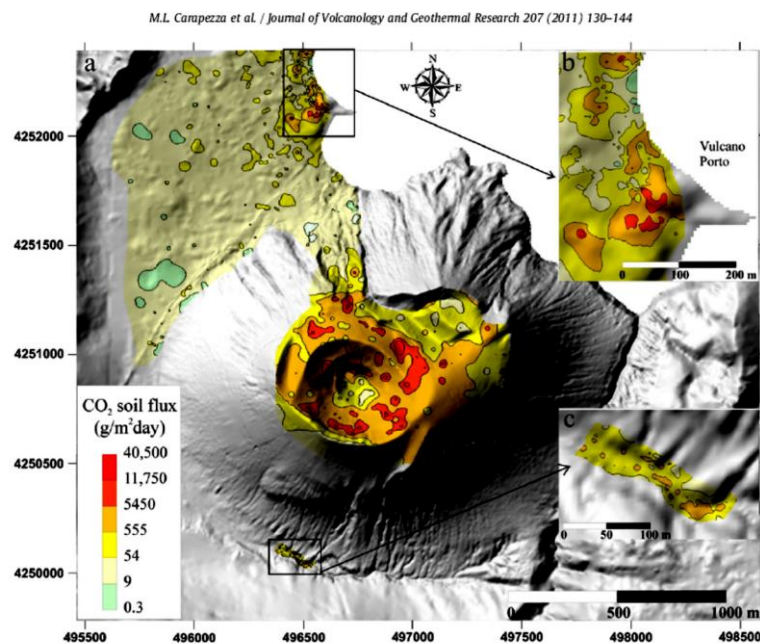 M.L. Carapezza et al. / Journal of Volcanology and Geothermal Research 207 (2011) 130–144
a
N
W E
S
b
Vulcano
Porto
0 100 200 m
4252000
4251500
4251000
4250500
4250000
CO₂ soil flux
(g/m²day)
40,500
11,750
5450
555
54
9
0.3
c
0 50 100 m
0 500 1000 m
495500 496000 496500 497000 497500 498000 498500